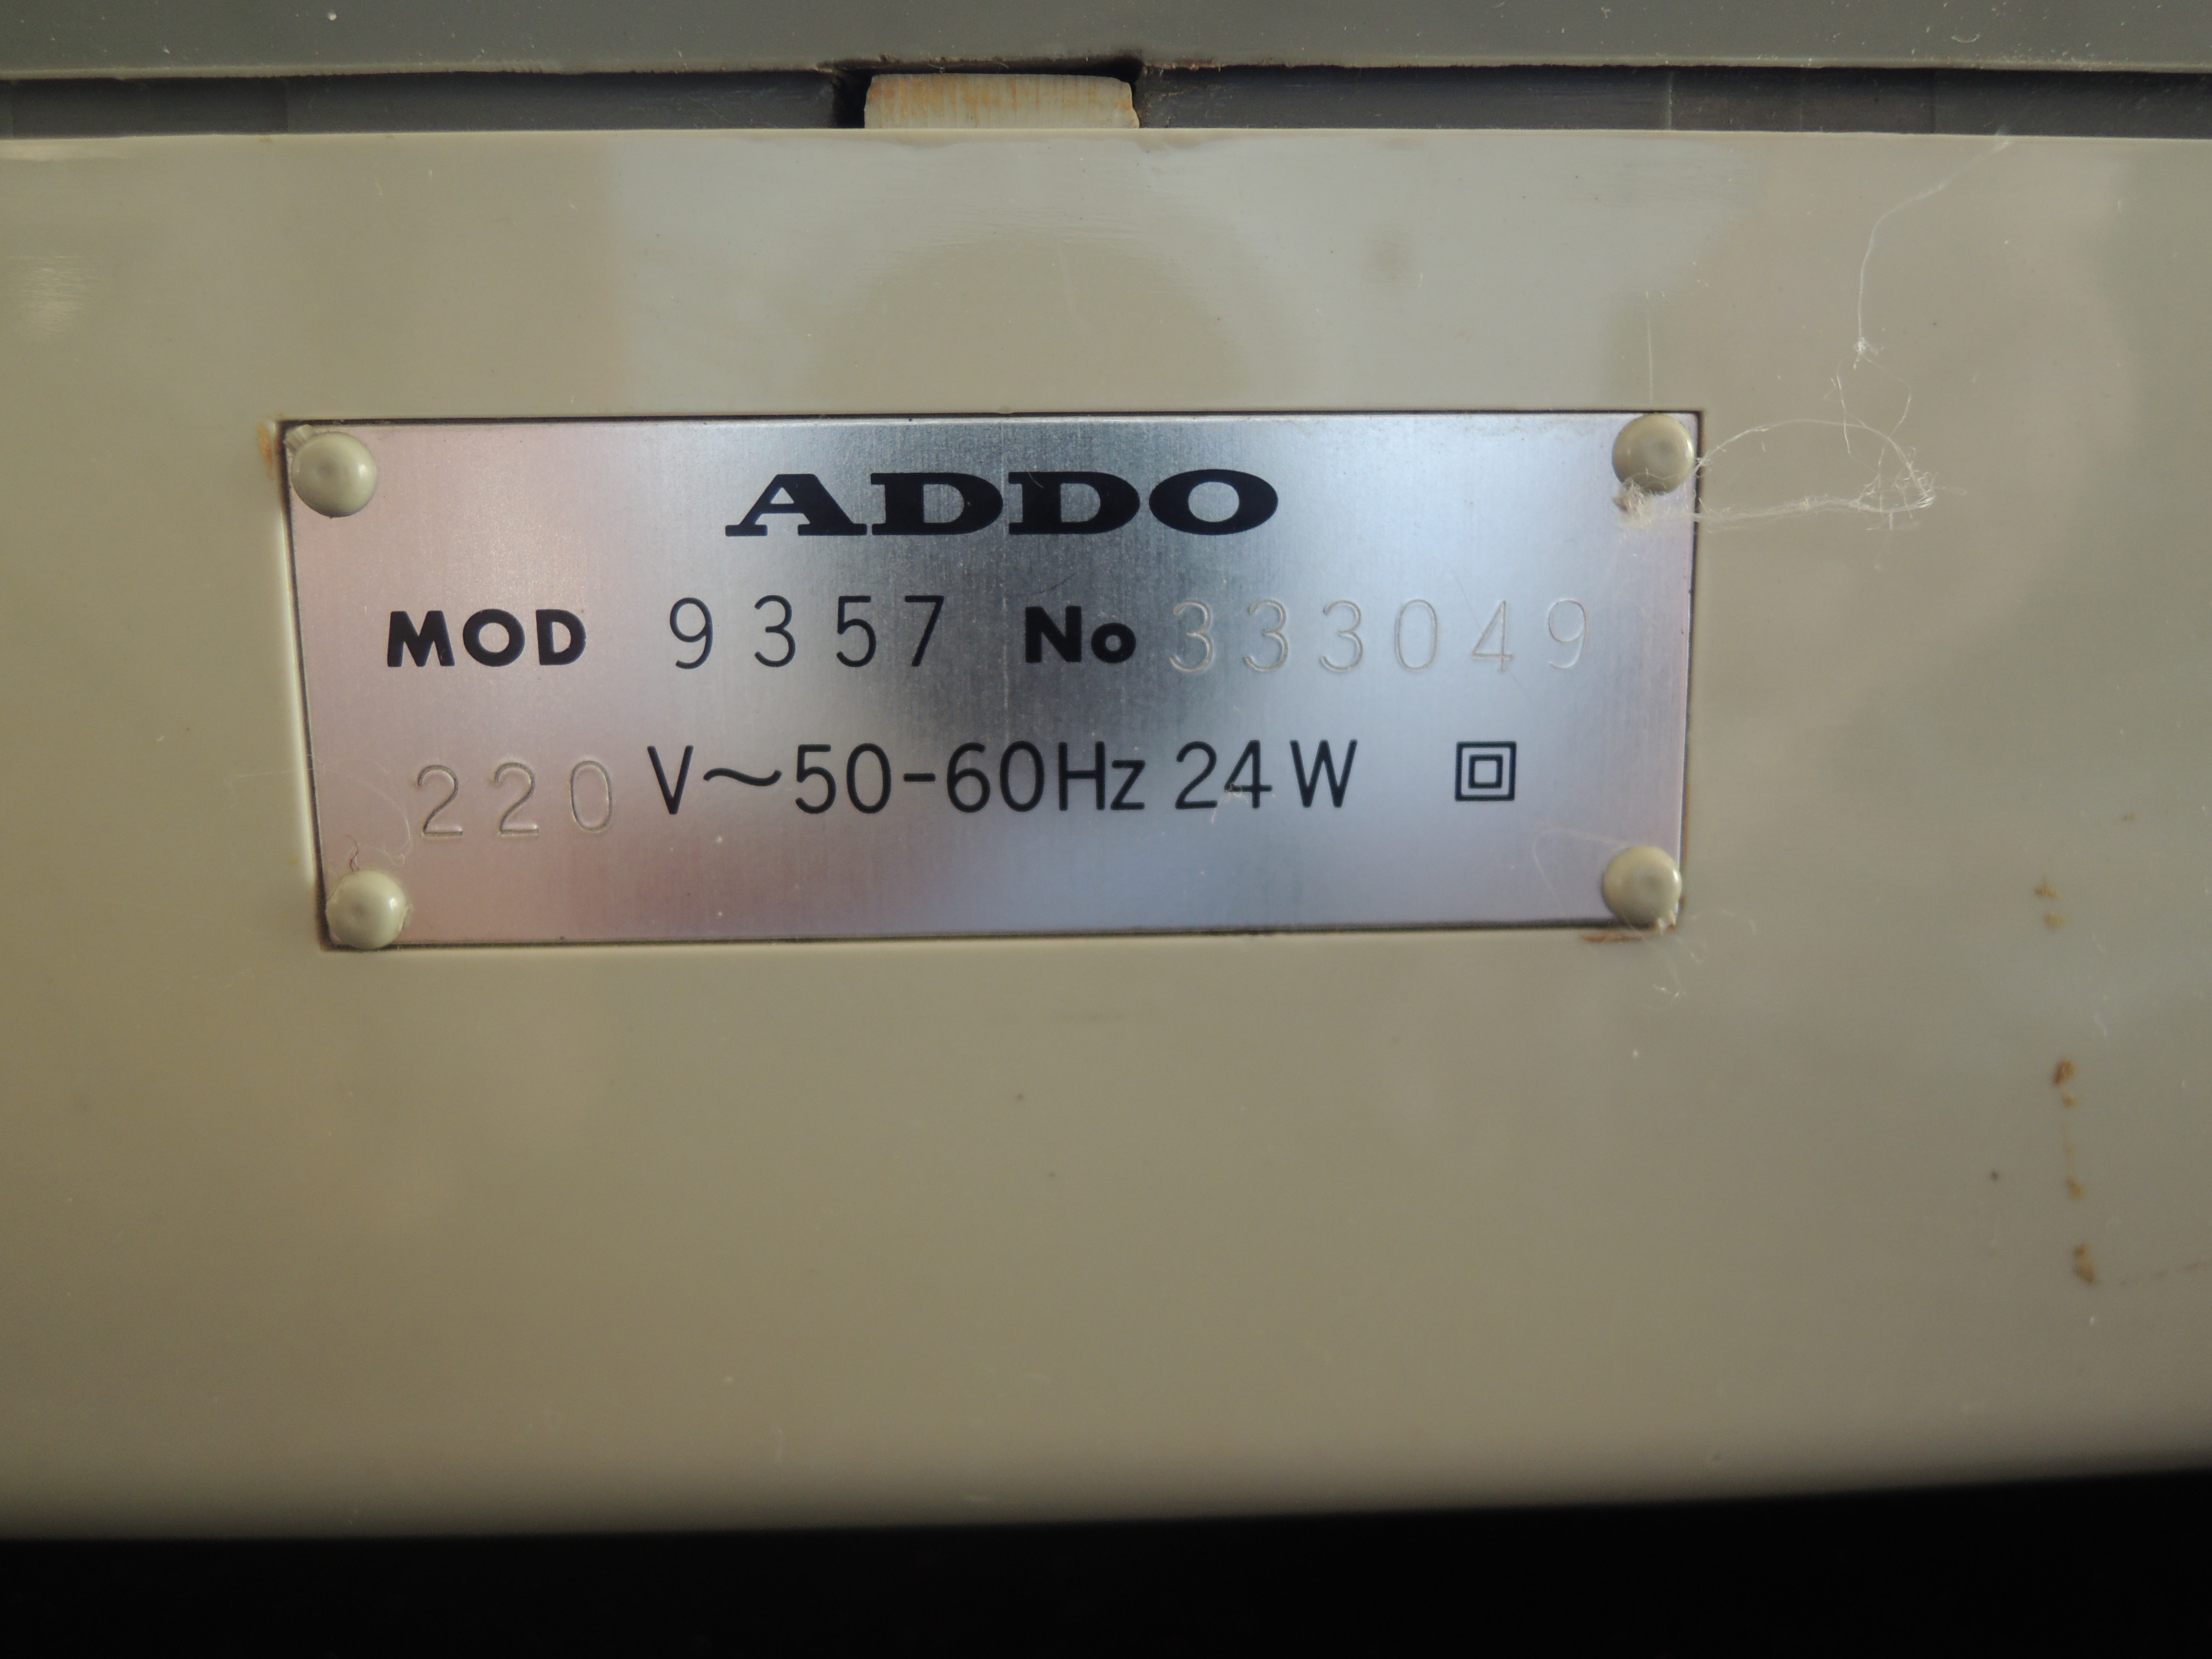 ADDO
MOD 9357 No 333049
220 V~50-60Hz 24W